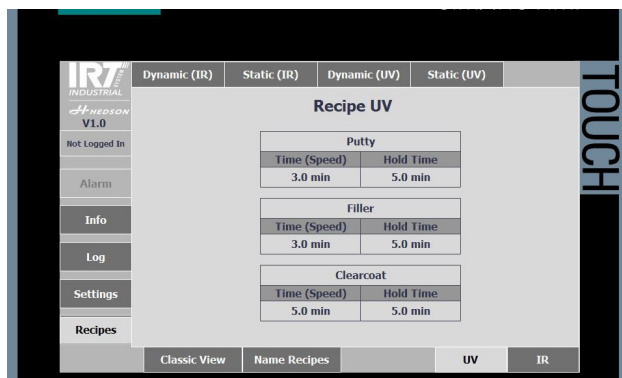 IRT SYSTEM
INDUSTRIAL
HEDSON
V1.0
Not Logged In
Alarm
Info
Log
Settings
Recipes
Dynamic (IR) Static (IR) Dynamic (UV) Static (UV)
Recipe UV
Putty
Time (Speed) Hold Time
3.0 min 5.0 min
Filler
Time (Speed) Hold Time
3.0 min 5.0 min
Clearcoat
Time (Speed) Hold Time
5.0 min 5.0 min
Classic View Name Recipes UV IR
TOUCH